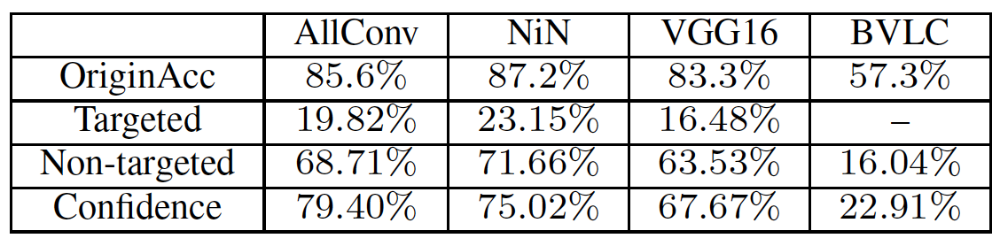 AllConv NiN VGG16 BVLC
OriginAcc 85.6% 87.2% 83.3% 57.3%
Targeted 19.82% 23.15% 16.48% –
Non-targeted 68.71% 71.66% 63.53% 16.04%
Confidence 79.40% 75.02% 67.67% 22.91%